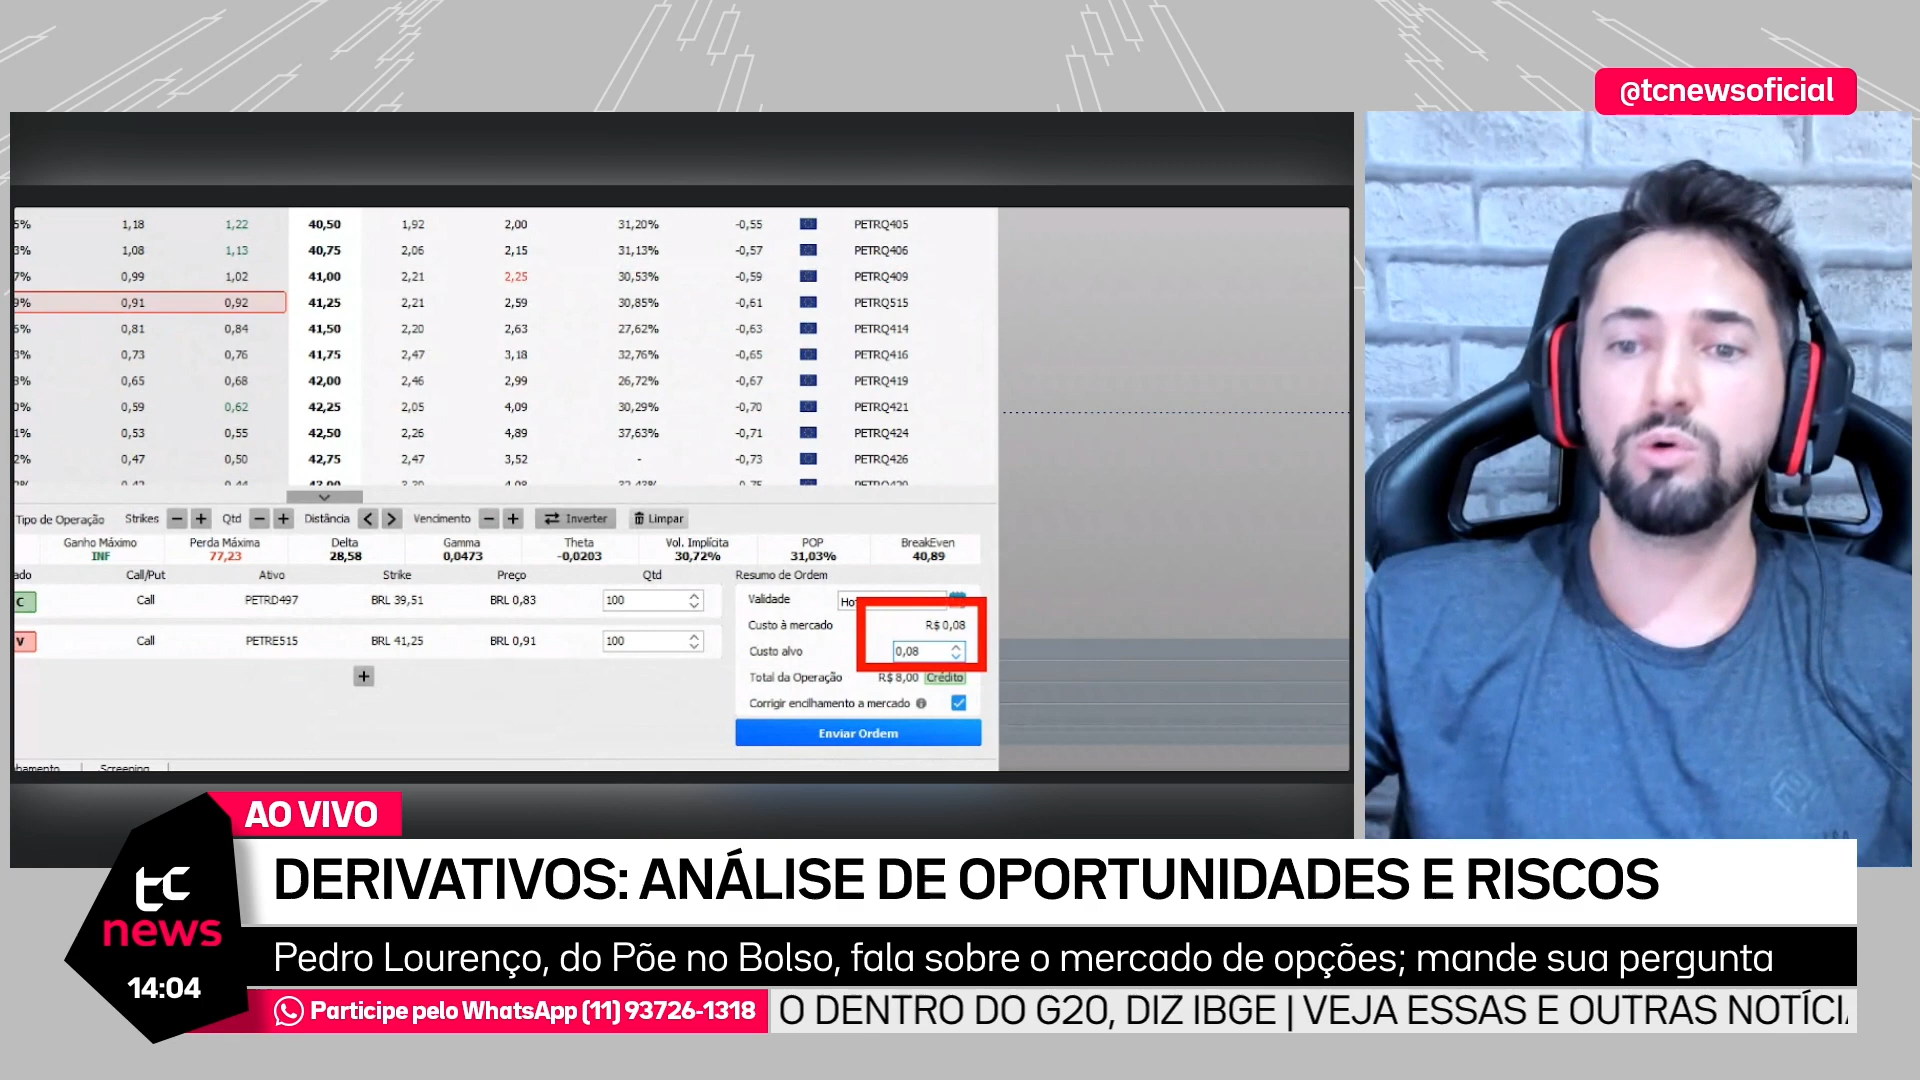 @tcnewsoficial
5% 1,18 1,22 40,50 1,92 2,00 31,20% -0,55 PETRQ405
3% 1,08 1,13 40,75 2,06 2,15 31,13% -0,57 PETRQ406
7% 0,99 1,02 41,00 2,21 2,25 30,53% -0,59 PETRQ409
9% 0,91 0,92 41,25 2,21 2,59 30,85% -0,61 PETRQ515
5% 0,81 0,84 41,50 2,20 2,63 27,62% -0,63 PETRQ414
3% 0,73 0,76 41,75 2,47 3,18 32,76% -0,65 PETRQ416
3% 0,65 0,68 42,00 2,46 2,99 26,72% -0,67 PETRQ419
0% 0,59 0,62 42,25 2,05 4,09 30,29% -0,70 PETRQ421
1% 0,53 0,55 42,50 2,26 4,89 37,63% -0,71 PETRQ424
2% 0,47 0,50 42,75 2,47 3,52 - -0,73 PETRQ426
Tipo de Operação Strikes - + Qtd - + Distância < > Vencimento - + Inverter Limpar
Ganho Máximo Perda Máxima Delta Gamma Theta Vol. Implícita POP BreakEven
INF 77,23 28,58 0,0473 -0,0203 30,72% 31,03% 40,89
ado Call/Put Ativo Strike Preço Qtd Resumo de Ordem
C Call PETRD497 BRL 39,51 BRL 0,83 100 Validade Ho
Custo à mercado R$ 0,08
V Call PETRE515 BRL 41,25 BRL 0,91 100 Custo alvo 0,08
+ Total da Operação R$ 8,00 Crédito
Corrigir encilhamento a mercado
Enviar Ordem
hamento Screening
AO VIVO
DERIVATIVOS: ANÁLISE DE OPORTUNIDADES E RISCOS
tc news
Pedro Lourenço, do Põe no Bolso, fala sobre o mercado de opções; mande sua pergunta
14:04
Participe pelo WhatsApp (11) 93726-1318 O DENTRO DO G20, DIZ IBGE | VEJA ESSAS E OUTRAS NOTÍCI